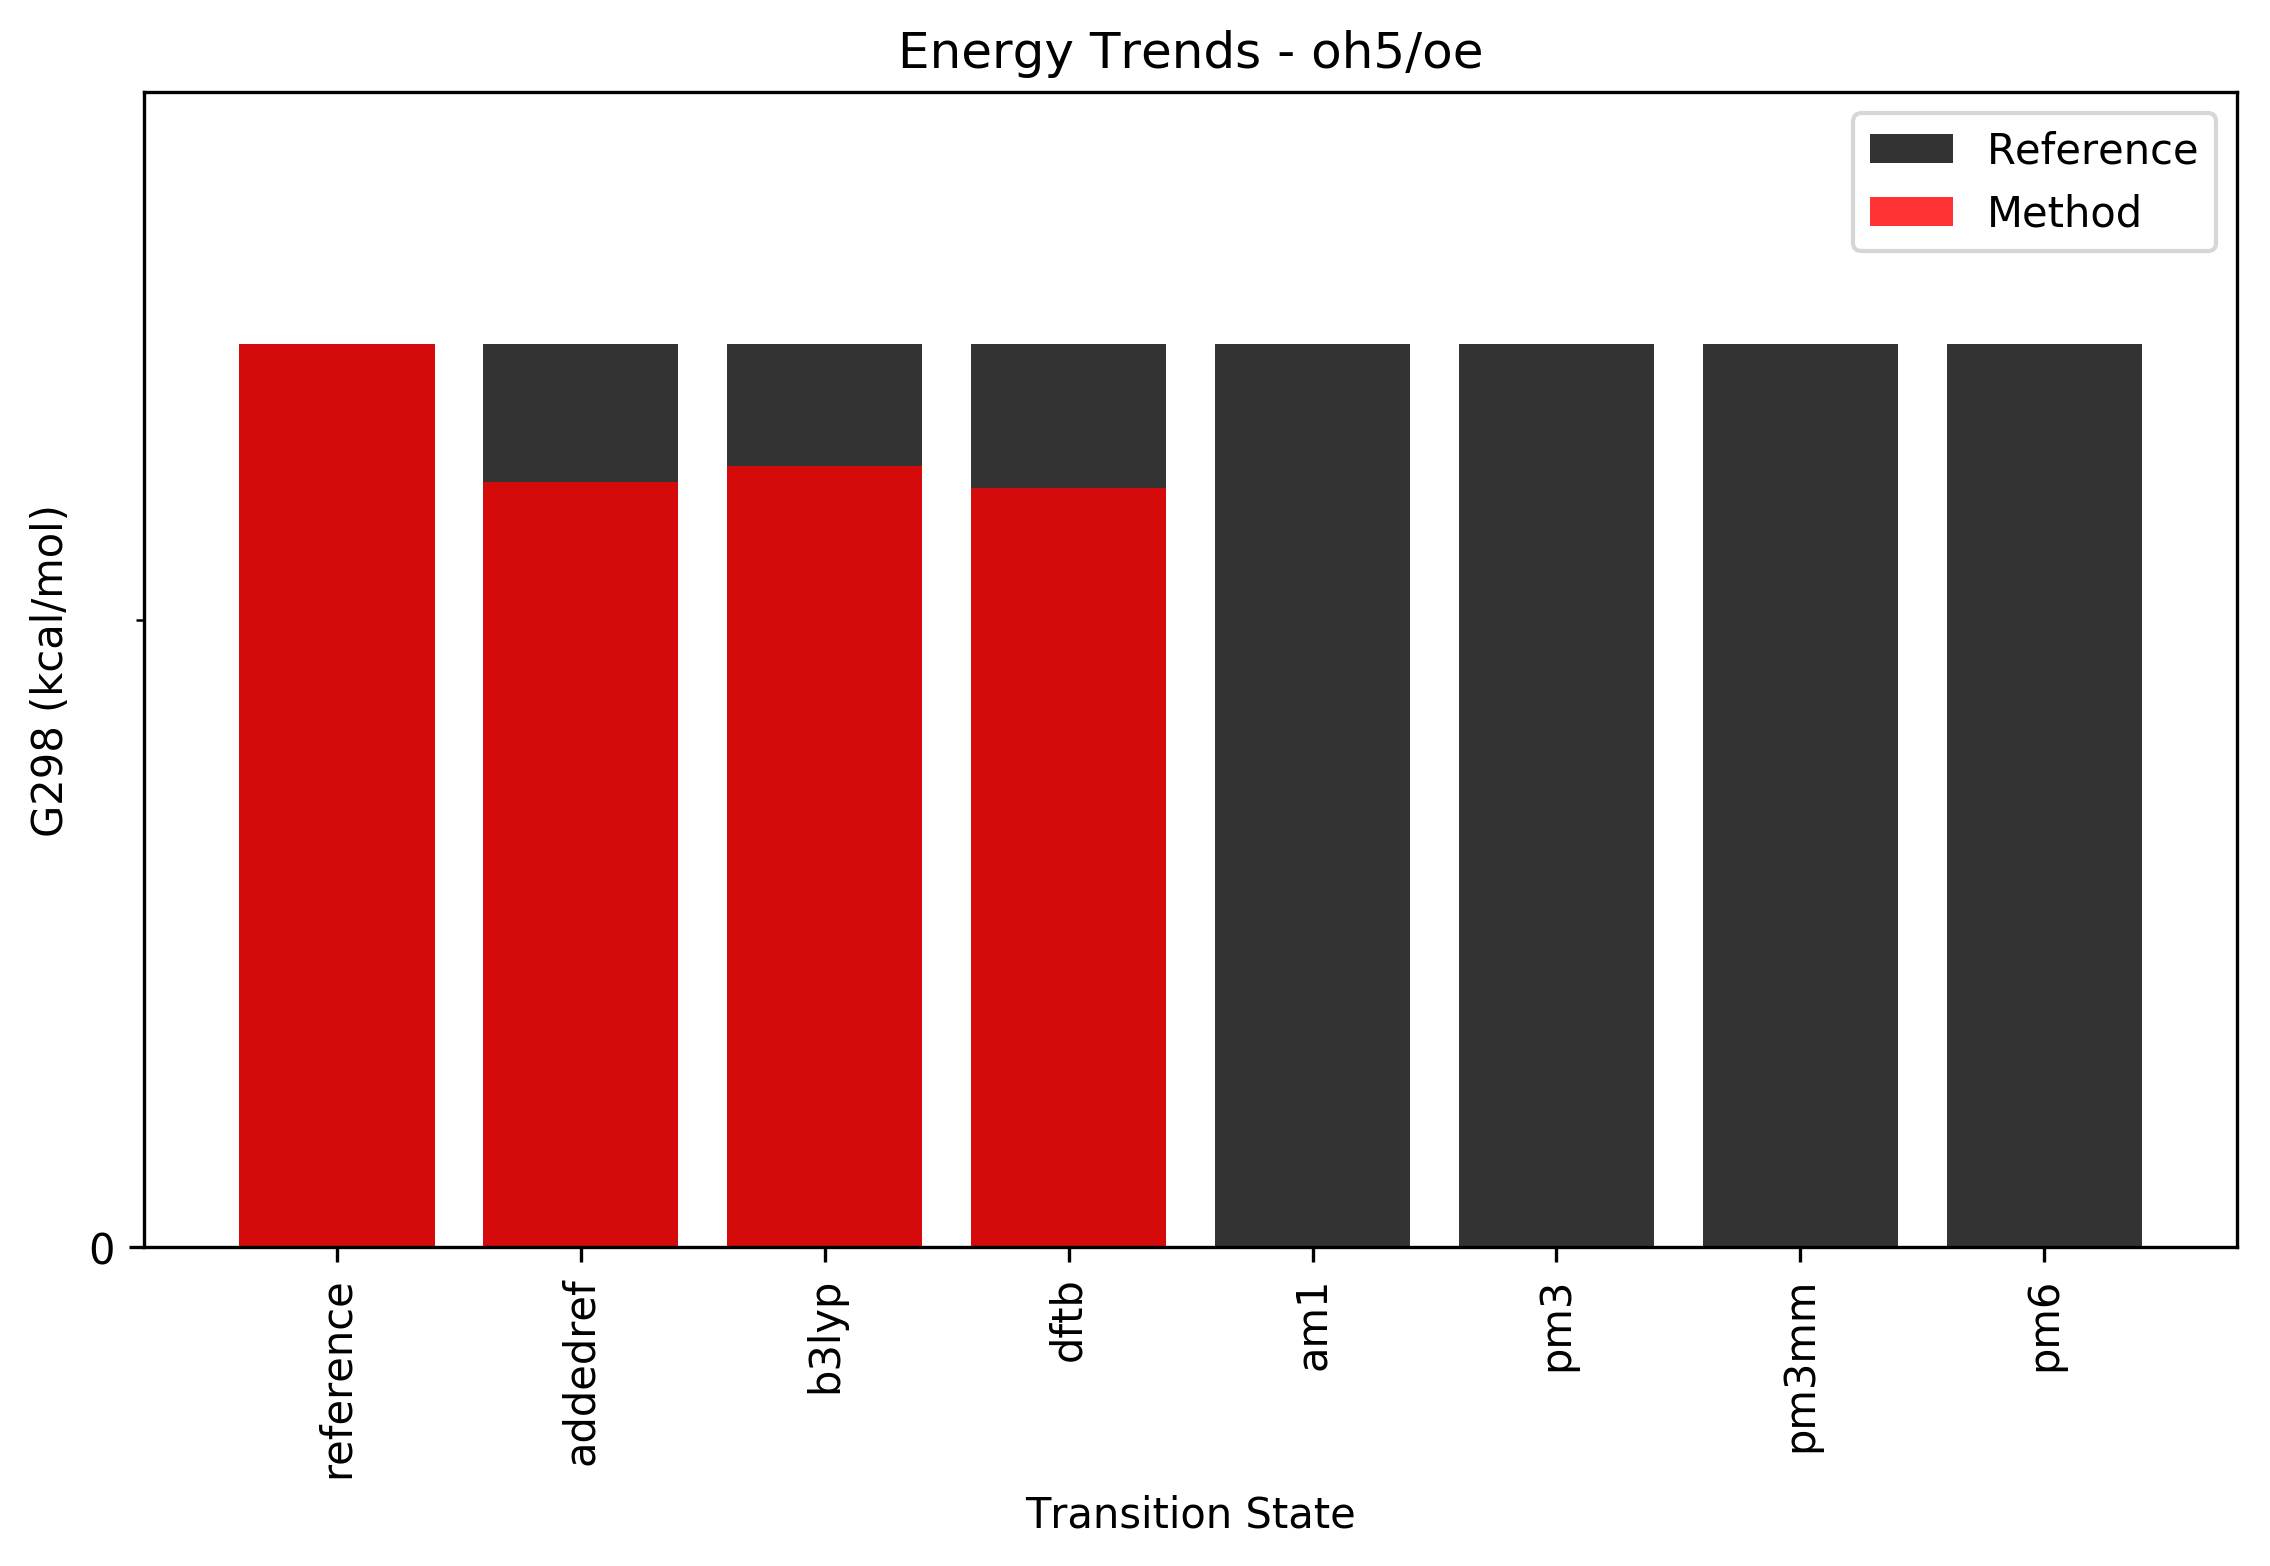 Energy Trends - oh5/oe
Reference
Method
G298 (kcal/mol)
0
reference
addedref
b3lyp
dftb
am1
pm3
pm3mm
pm6
Transition State